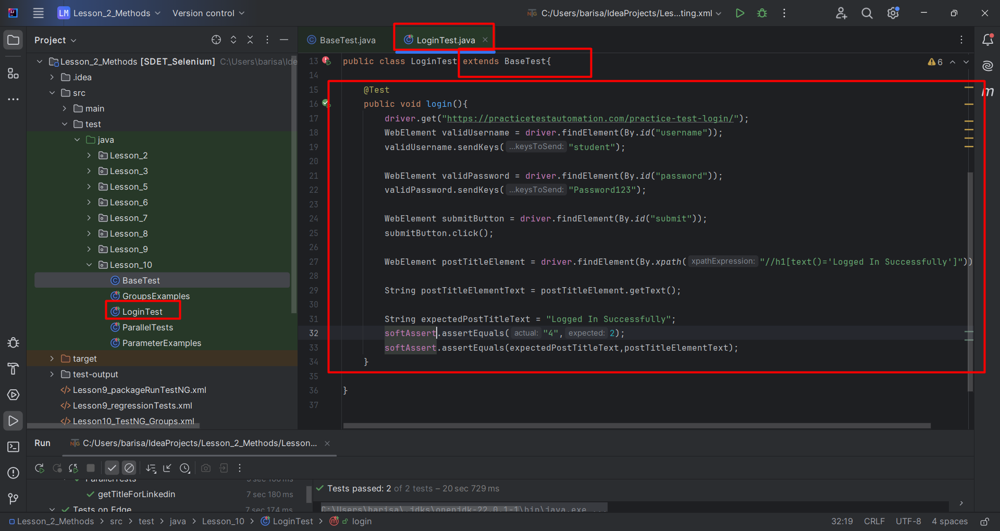 LM Lesson_2_Methods Version control C:/Users/barisa/IdeaProjects/Les...ting.xml
Project
BaseTest.java
LoginTest.java
Lesson_2_Methods [SDET_Selenium] C:\Users\barisa\Ide
.idea
src
main
test
java
Lesson_2
Lesson_3
Lesson_5
Lesson_6
Lesson_7
Lesson_8
Lesson_9
Lesson_10
BaseTest
GroupsExamples
LoginTest
ParallelTests
ParameterExamples
target
test-output
Lesson9_packageRunTestNG.xml
Lesson9_regressionTests.xml
Lesson10_TestNG_Groups.xml
13 public class LoginTest extends BaseTest{
6
14
15 @Test
16 public void login(){
17 driver.get("https://practicetestautomation.com/practice-test-login/");
18 WebElement validUsername = driver.findElement(By.id("username"));
19 validUsername.sendKeys( ...keysToSend: "student");
20
21 WebElement validPassword = driver.findElement(By.id("password"));
22 validPassword.sendKeys( ...keysToSend: "Password123");
23
24 WebElement submitButton = driver.findElement(By.id("submit"));
25 submitButton.click();
26
27 WebElement postTitleElement = driver.findElement(By.xpath( xpathExpression: "//h1[text()='Logged In Successfully']"))
28
29 String postTitleElementText = postTitleElement.getText();
30
31 String expectedPostTitleText = "Logged In Successfully";
32 softAssert.assertEquals( actual: "4", expected: 2);
33 softAssert.assertEquals(expectedPostTitleText,postTitleElementText);
34 }
35
36 }
37
m
Run C:/Users/barisa/IdeaProjects/Lesson_2_Methods/Lesson...
ParallelTests
getTitleForLinkedin 7 sec 180 ms
Tests on Edge 7 sec 174 ms
Tests passed: 2 of 2 tests – 20 sec 729 ms
C:\Users\barisa\.jdks\openjdk-22.0.1-1\bin\java.exe ...
Lesson_2_Methods > src > test > java > Lesson_10 > LoginTest > login
32:19 CRLF UTF-8 4 spaces